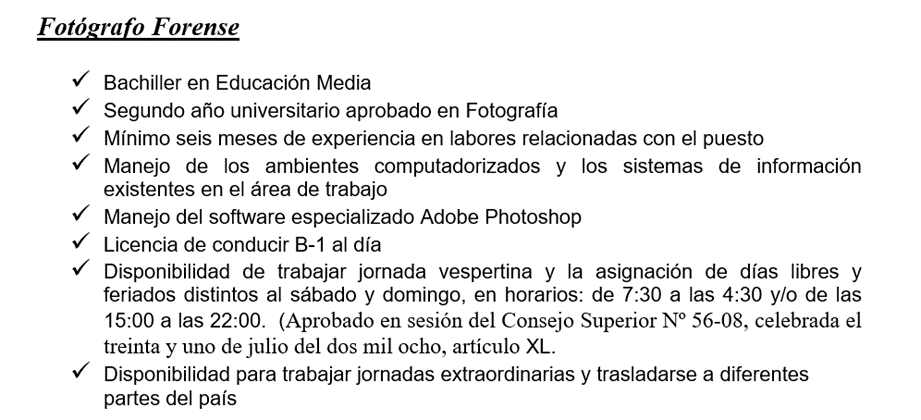 Fotógrafo Forense
✓ Bachiller en Educación Media
✓ Segundo año universitario aprobado en Fotografía
✓ Mínimo seis meses de experiencia en labores relacionadas con el puesto
✓ Manejo de los ambientes computadorizados y los sistemas de información
existentes en el área de trabajo
✓ Manejo del software especializado Adobe Photoshop
✓ Licencia de conducir B-1 al día
✓ Disponibilidad de trabajar jornada vespertina y la asignación de días libres y
feriados distintos al sábado y domingo, en horarios: de 7:30 a las 4:30 y/o de las
15:00 a las 22:00. (Aprobado en sesión del Consejo Superior Nº 56-08, celebrada el
treinta y uno de julio del dos mil ocho, artículo XL.
✓ Disponibilidad para trabajar jornadas extraordinarias y trasladarse a diferentes
partes del país